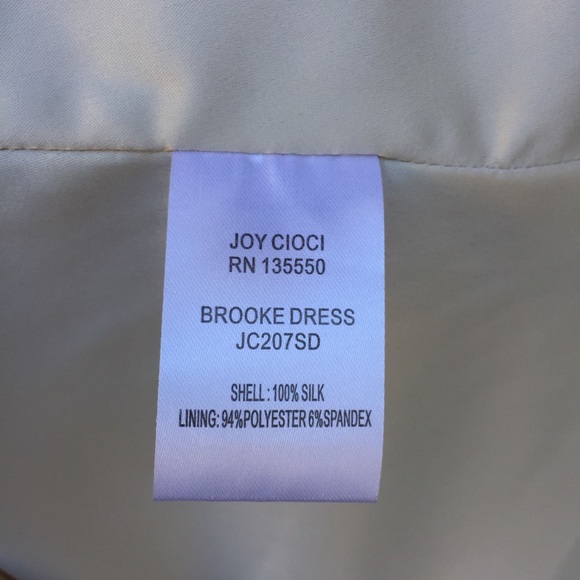 JOY CIOCI
RN 135550
BROOKE DRESS
JC207SD
SHELL : 100% SILK
LINING: 94%POLYESTER 6%SPANDEX